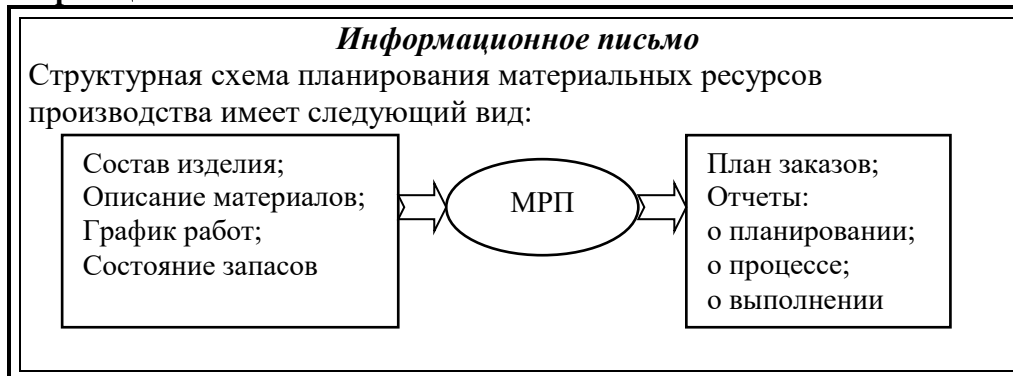 Информационное письмо
Структурная схема планирования материальных ресурсов
производства имеет следующий вид:
Состав изделия;
Описание материалов;
График работ;
Состояние запасов
МРП
План заказов;
Отчеты:
о планировании;
о процессе;
о выполнении